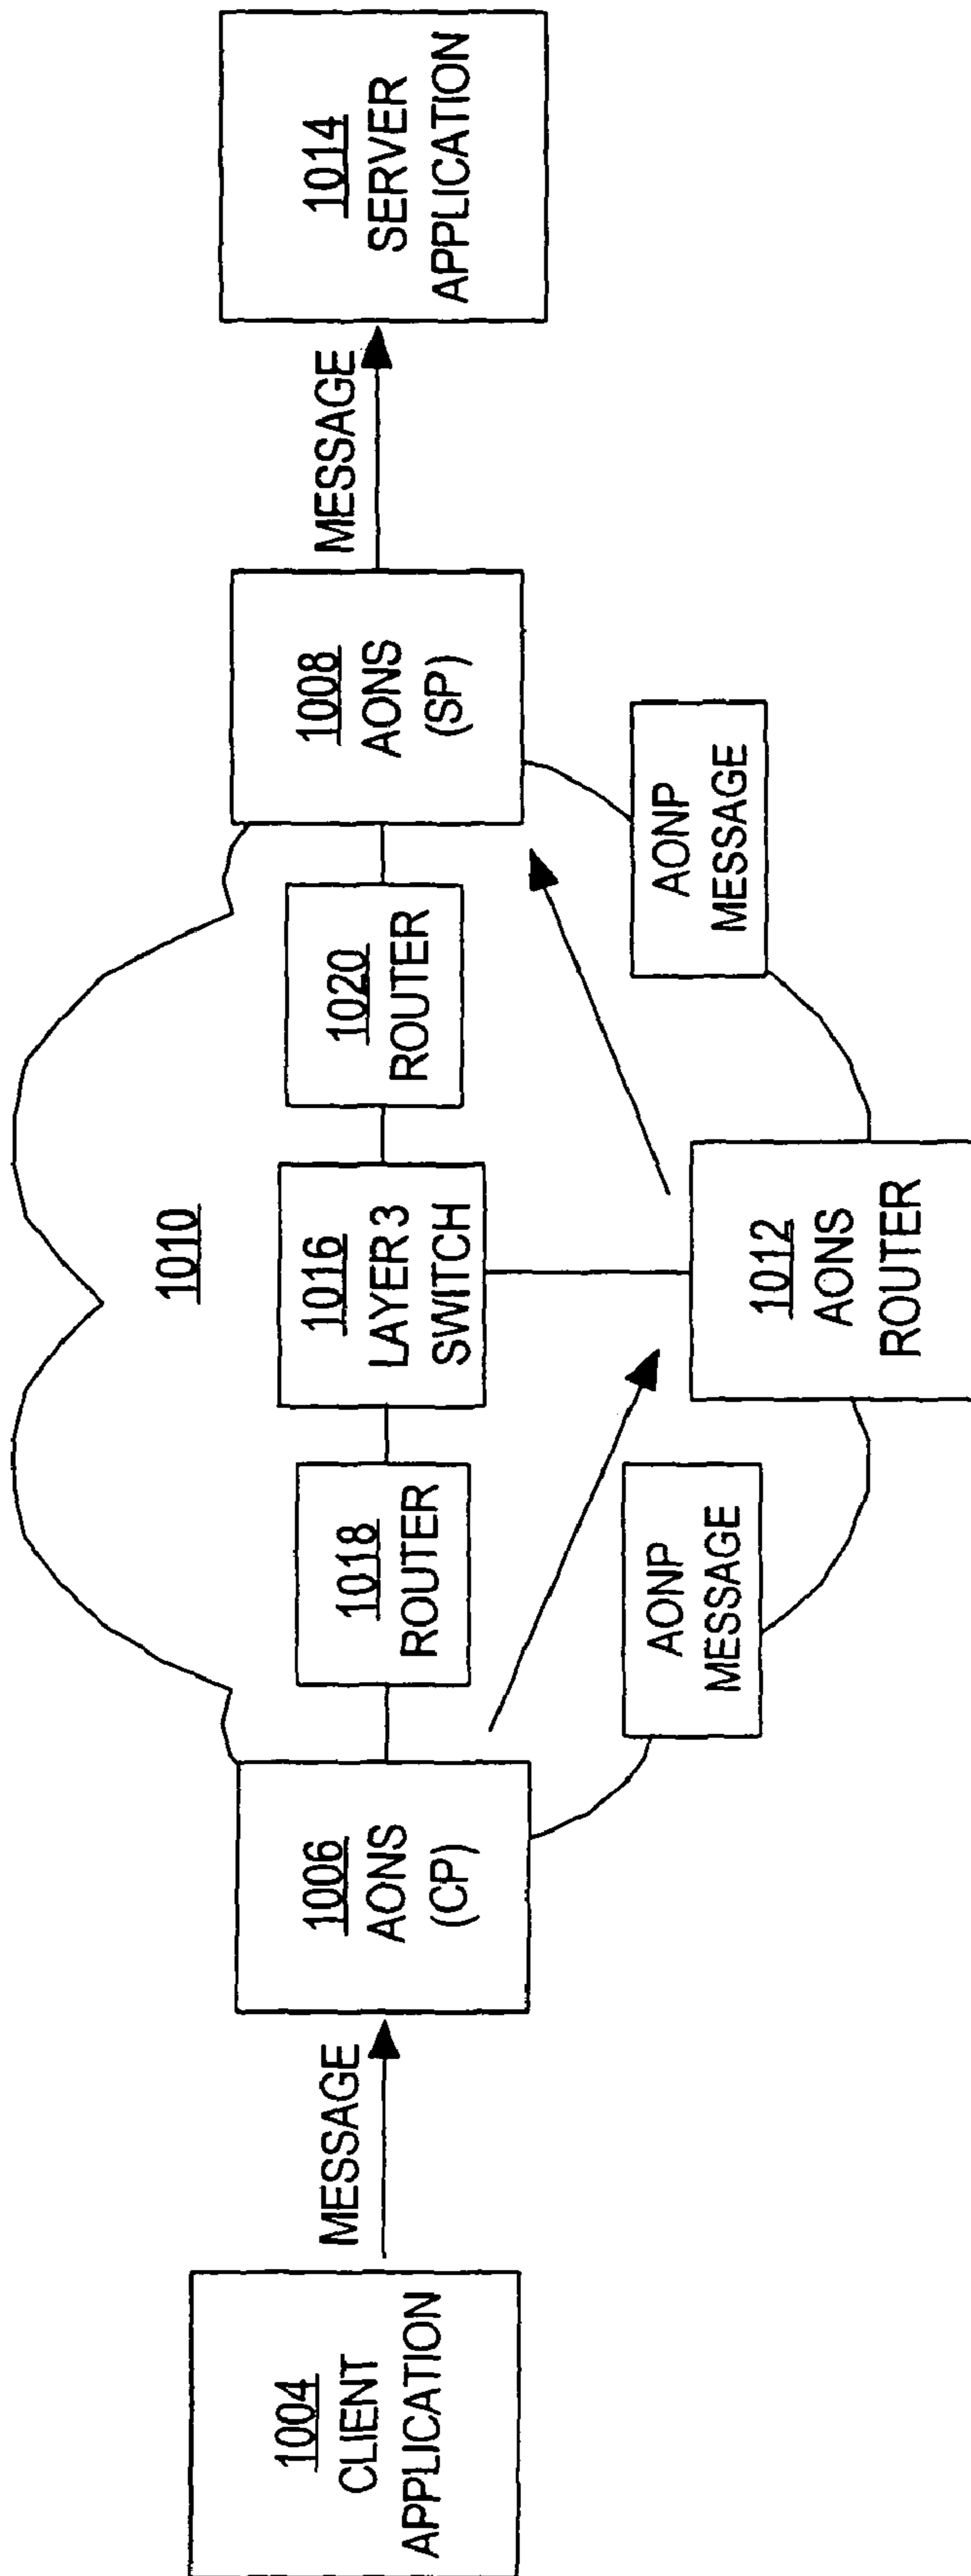 1004
CLIENT
APPLICATION
MESSAGE
1006
AONS
(CP)
1010
1018
ROUTER
1016
LAYER 3
SWITCH
1020
ROUTER
AONP
MESSAGE
1012
AONS
ROUTER
AONP
MESSAGE
1008
AONS
(SP)
MESSAGE
1014
SERVER
APPLICATION